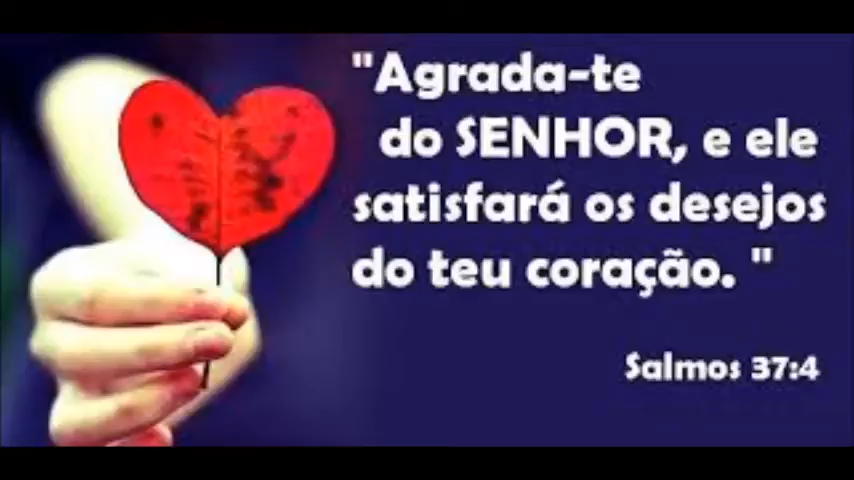 "Agrada-te
do SENHOR, e ele
satisfará os desejos
do teu coração. "
Salmos 37:4